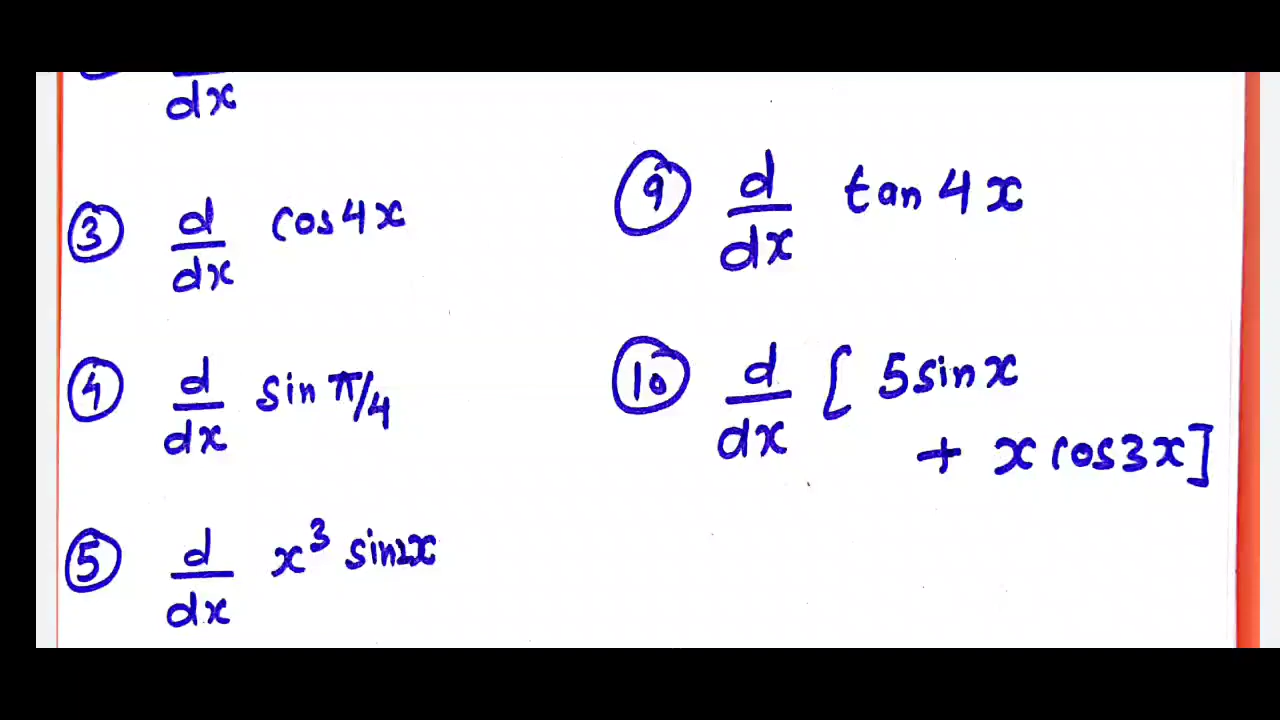 dx
③ d/dx cos4x
④ d/dx sin π/4
⑤ d/dx x³ sin2x
⑨ d/dx tan 4x
⑩ d/dx [ 5sinx
+ x cos3x ]